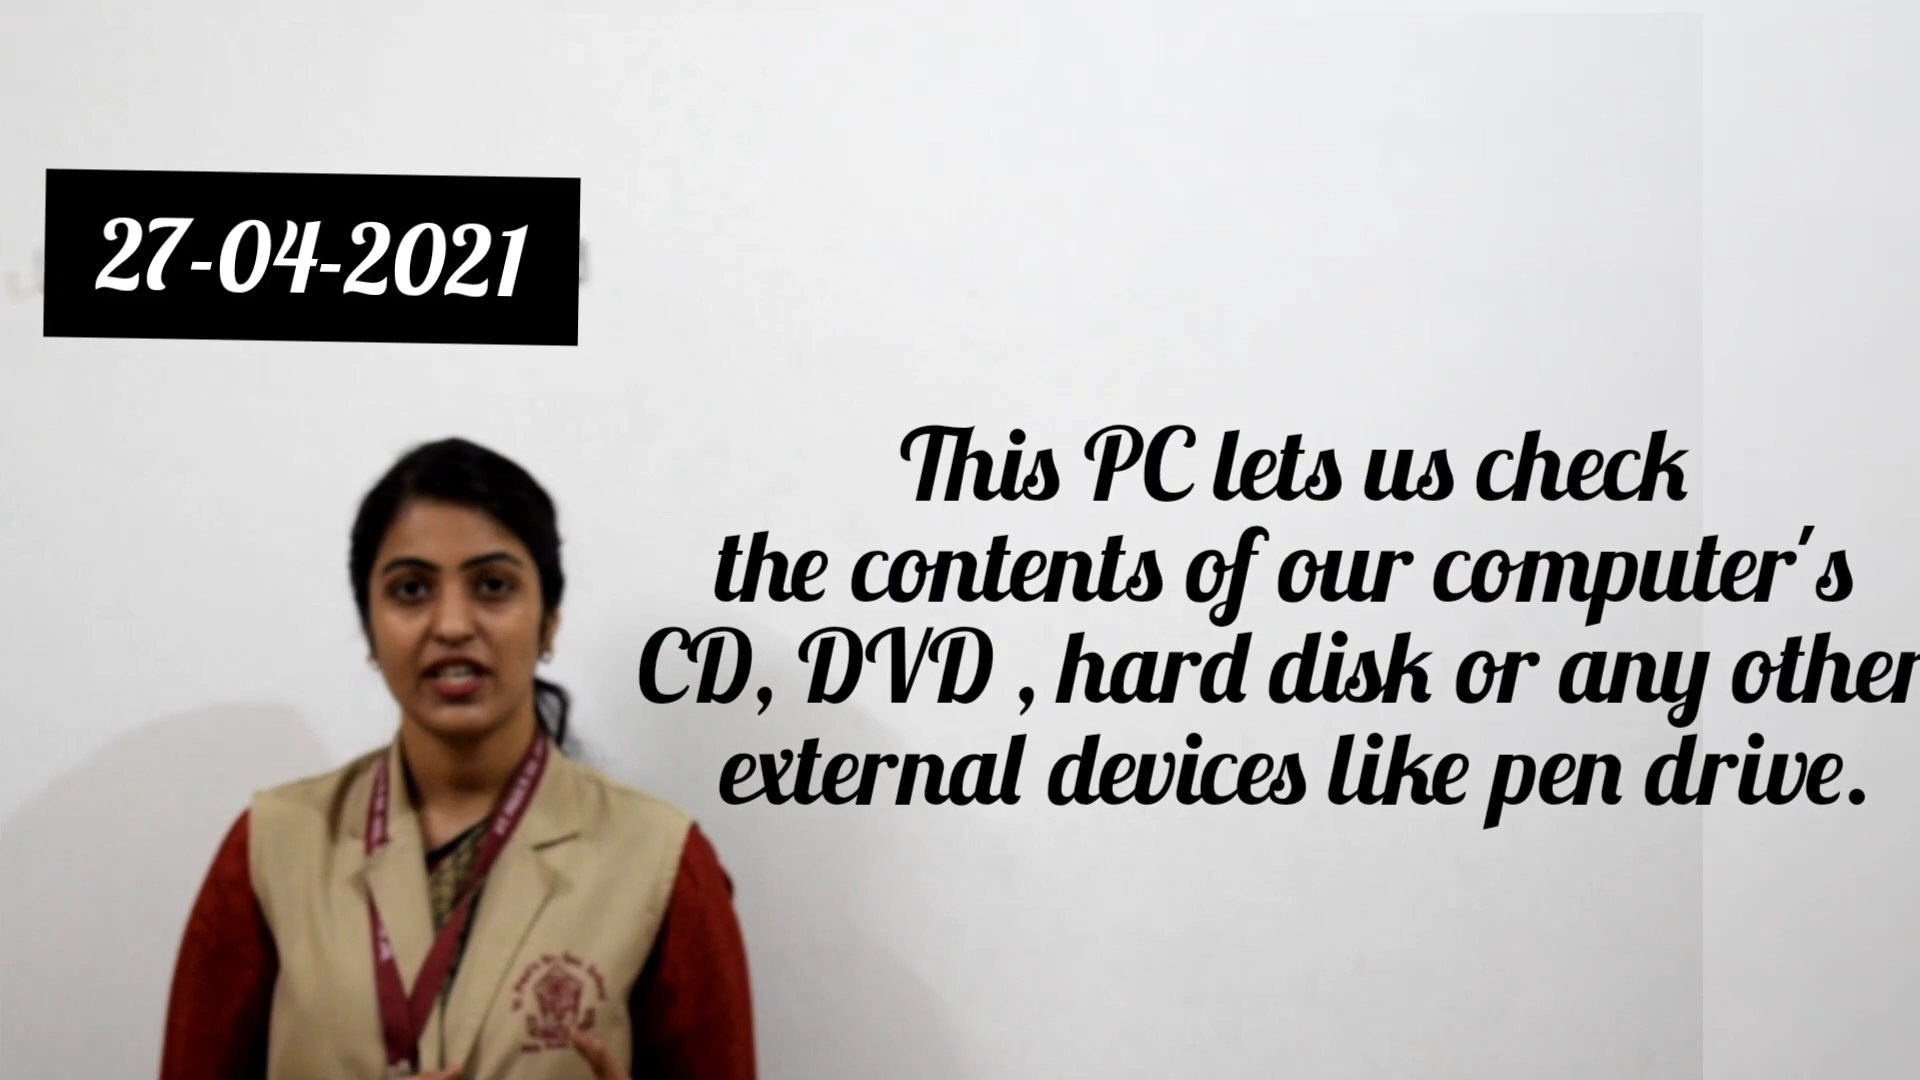 27-04-2021
This PC lets us check
the contents of our computer's
CD, DVD , hard disk or any other
external devices like pen drive.